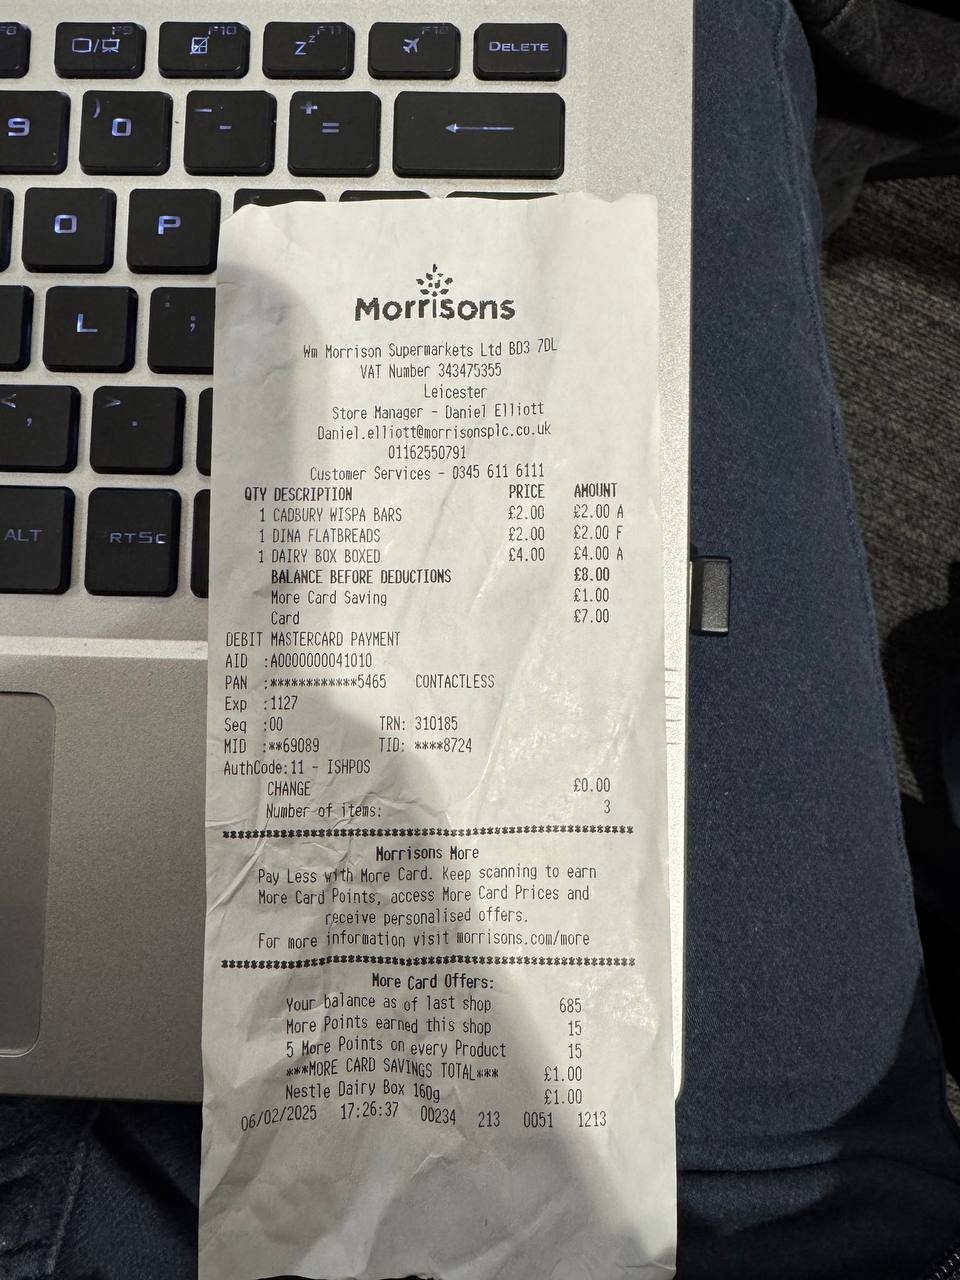 F9 F10 F11 F12
Z z DELETE
9 ) 0 — - + =
O P
L : ;
< , > .
ALT PRTSC
Morrisons
Wm Morrison Supermarkets Ltd BD3 7DL
VAT Number 343475355
Leicester
Store Manager - Daniel Elliott
Daniel.elliott@morrisonsplc.co.uk
01162550791
Customer Services - 0345 611 6111
QTY DESCRIPTION PRICE AMOUNT
1 CADBURY WISPA BARS £2.00 £2.00 A
1 DINA FLATBREADS £2.00 £2.00 F
1 DAIRY BOX BOXED £4.00 £4.00 A
BALANCE BEFORE DEDUCTIONS £8.00
More Card Saving £1.00
Card £7.00
DEBIT MASTERCARD PAYMENT
AID :A0000000041010
PAN :************5465 CONTACTLESS
Exp :1127
Seq :00 TRN: 310185
MID :**69089 TID: ****8724
AuthCode:11 - ISHPOS
CHANGE £0.00
Number of items: 3
Morrisons More
Pay Less with More Card. Keep scanning to earn
More Card Points, access More Card Prices and
receive personalised offers.
For more information visit morrisons.com/more
More Card Offers:
Your balance as of last shop 685
More Points earned this shop 15
5 More Points on every Product 15
***MORE CARD SAVINGS TOTAL*** £1.00
Nestle Dairy Box 160g £1.00
06/02/2025 17:26:37 00234 213 0051 1213